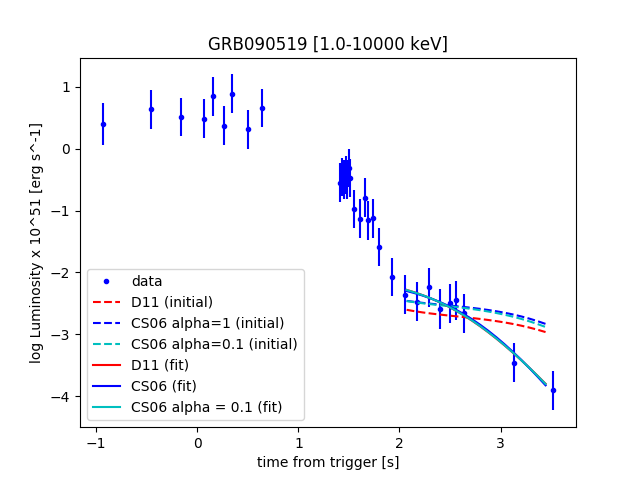 GRB090519 [1.0-10000 keV]
log Luminosity x 10^51 [erg s^-1]
1
0
−1
−2
−3
−4
data
D11 (initial)
CS06 alpha=1 (initial)
CS06 alpha=0.1 (initial)
D11 (fit)
CS06 (fit)
CS06 alpha = 0.1 (fit)
−1 0 1 2 3
time from trigger [s]